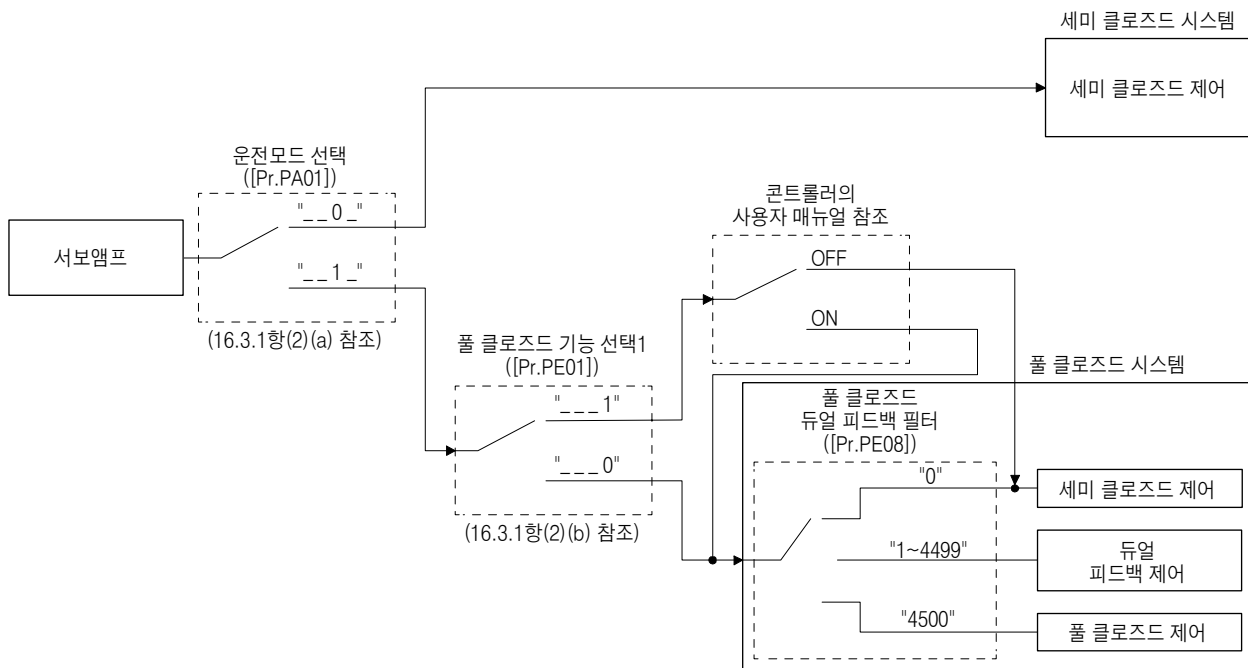 세미 클로즈드 시스템
세미 클로즈드 제어
운전모드 선택
([Pr.PA01])
"__0_"
"__1_"
서보앰프
(16.3.1항(2)(a) 참조)
콘트롤러의
사용자 매뉴얼 참조
OFF
ON
풀 클로즈드 기능 선택1
([Pr.PE01])
"___1"
"___0"
(16.3.1항(2)(b) 참조)
풀 클로즈드 시스템
풀 클로즈드
듀얼 피드백 필터
([Pr.PE08])
"0"
세미 클로즈드 제어
"1~4499"
듀얼
피드백 제어
"4500"
풀 클로즈드 제어